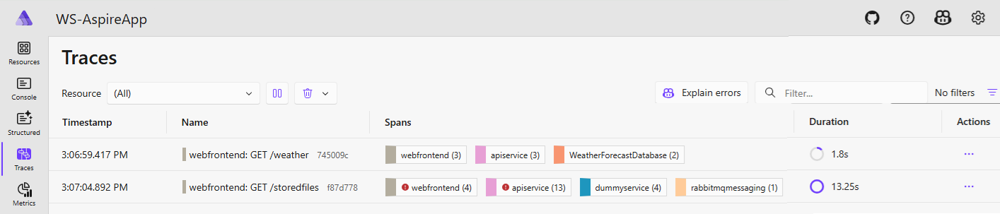 WS-AspireApp
Resources
Console
Structured
Traces
Metrics
Traces
Resource (All) Explain errors Filter... No filters
Timestamp Name Spans Duration Actions
3:06:59.417 PM webfrontend: GET /weather 745009c webfrontend (3) apiservice (3) WeatherForecastDatabase (2) 1.8s ...
3:07:04.892 PM webfrontend: GET /storedfiles f87d778 webfrontend (4) apiservice (13) dummyservice (4) rabbitmqmessaging (1) 13.25s ...